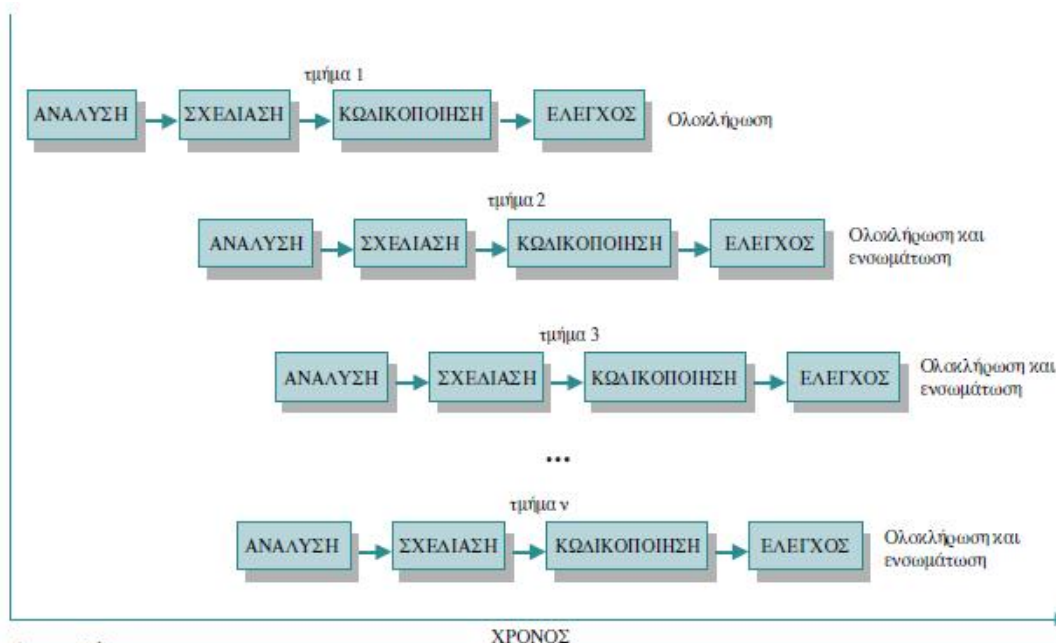 τμήμα 1
ΑΝΑΛΥΣΗ ΣΧΕΔΙΑΣΗ ΚΩΔΙΚΟΠΟΙΗΣΗ ΕΛΕΓΧΟΣ Ολοκλήρωση
τμήμα 2
ΑΝΑΛΥΣΗ ΣΧΕΔΙΑΣΗ ΚΩΔΙΚΟΠΟΙΗΣΗ ΕΛΕΓΧΟΣ Ολοκλήρωση και
ενσωμάτωση
τμήμα 3
ΑΝΑΛΥΣΗ ΣΧΕΔΙΑΣΗ ΚΩΔΙΚΟΠΟΙΗΣΗ ΕΛΕΓΧΟΣ Ολοκλήρωση και
ενσωμάτωση
...
τμήμα ν
ΑΝΑΛΥΣΗ ΣΧΕΔΙΑΣΗ ΚΩΔΙΚΟΠΟΙΗΣΗ ΕΛΕΓΧΟΣ Ολοκλήρωση και
ενσωμάτωση
ΧΡΟΝΟΣ